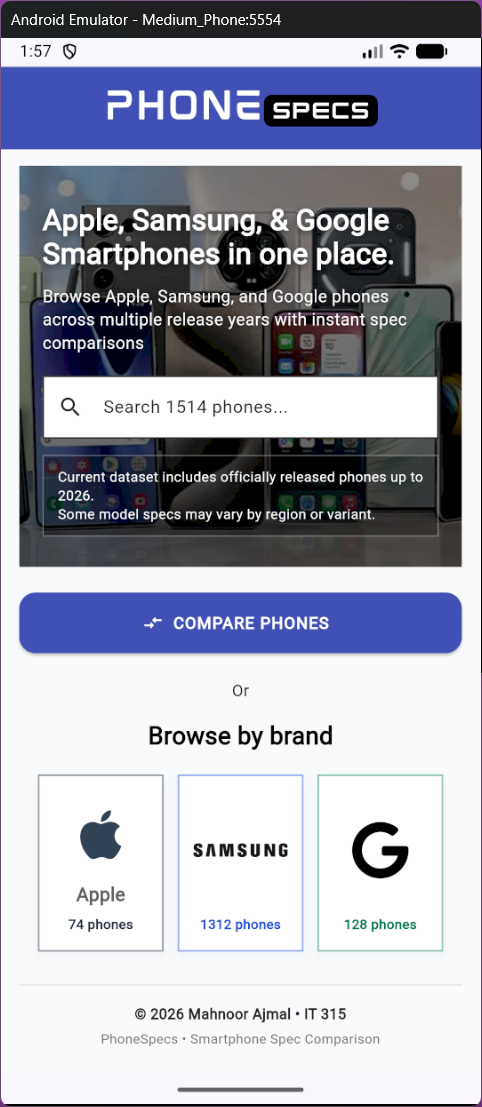 Android Emulator - Medium_Phone:5554
1:57
PHONE SPECS
Apple, Samsung, & Google
Smartphones in one place.
Browse Apple, Samsung, and Google phones
across multiple release years with instant spec
comparisons
Search 1514 phones...
Current dataset includes officially released phones up to
2026.
Some model specs may vary by region or variant.
COMPARE PHONES
Or
Browse by brand
SAMSUNG
G
Apple
74 phones
1312 phones
128 phones
© 2026 Mahnoor Ajmal • IT 315
PhoneSpecs • Smartphone Spec Comparison